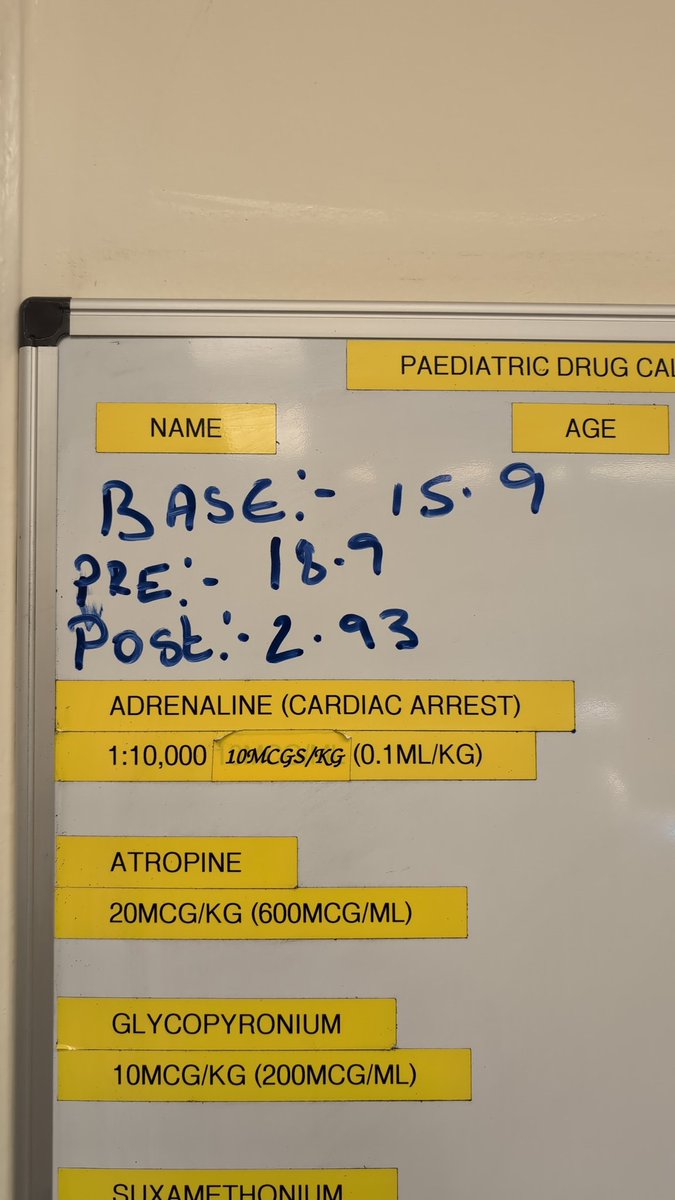 PAEDIATRIC DRUG CAL
NAME AGE
BASE:- 15.9
PRE:- 18.9
Post:- 2.93
ADRENALINE (CARDIAC ARREST)
1:10,000 10MCGS/KG (0.1ML/KG)
ATROPINE
20MCG/KG (600MCG/ML)
GLYCOPYRONIUM
10MCG/KG (200MCG/ML)
SUXAMETHONIUM